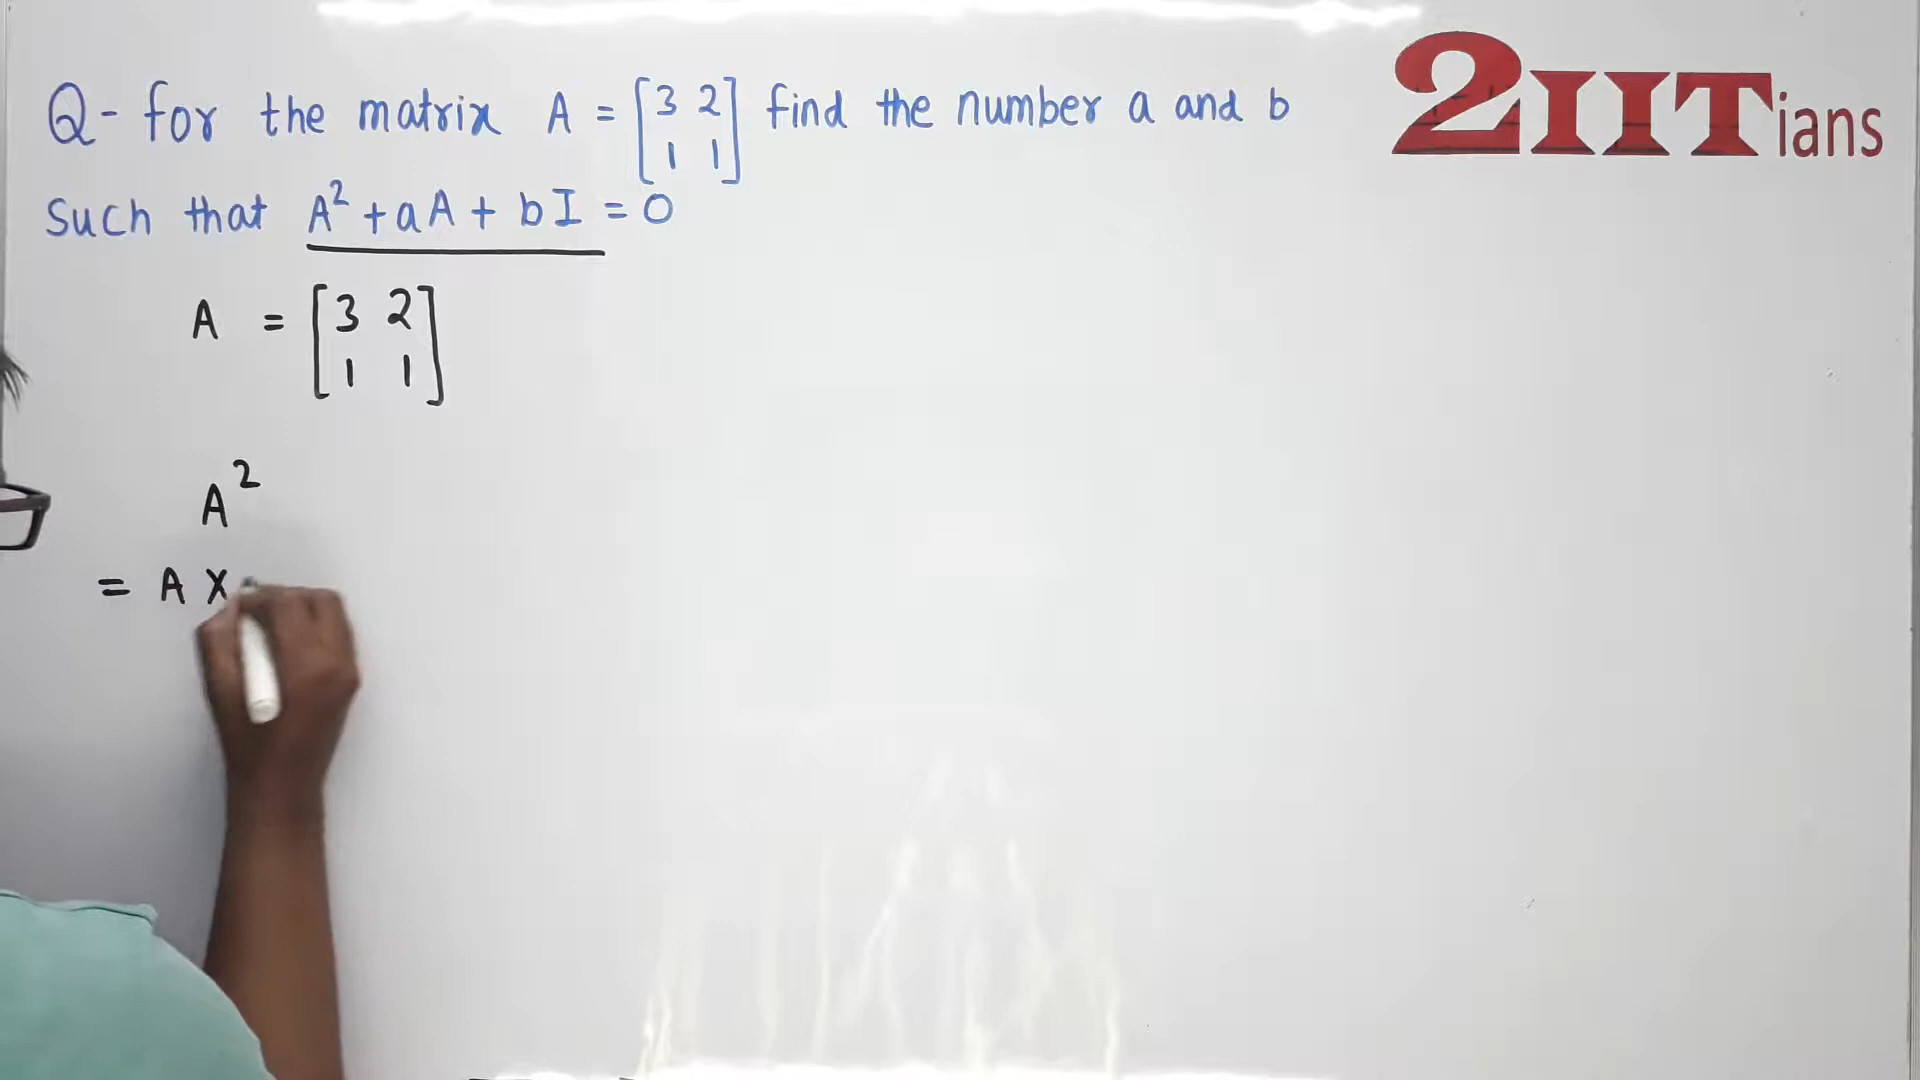 Q- for the matrix A = [3 2] find the number a and b
[1 1]
2IITians
Such that A² + aA + bI = 0
A = [3 2]
[1 1]
A²
= A X